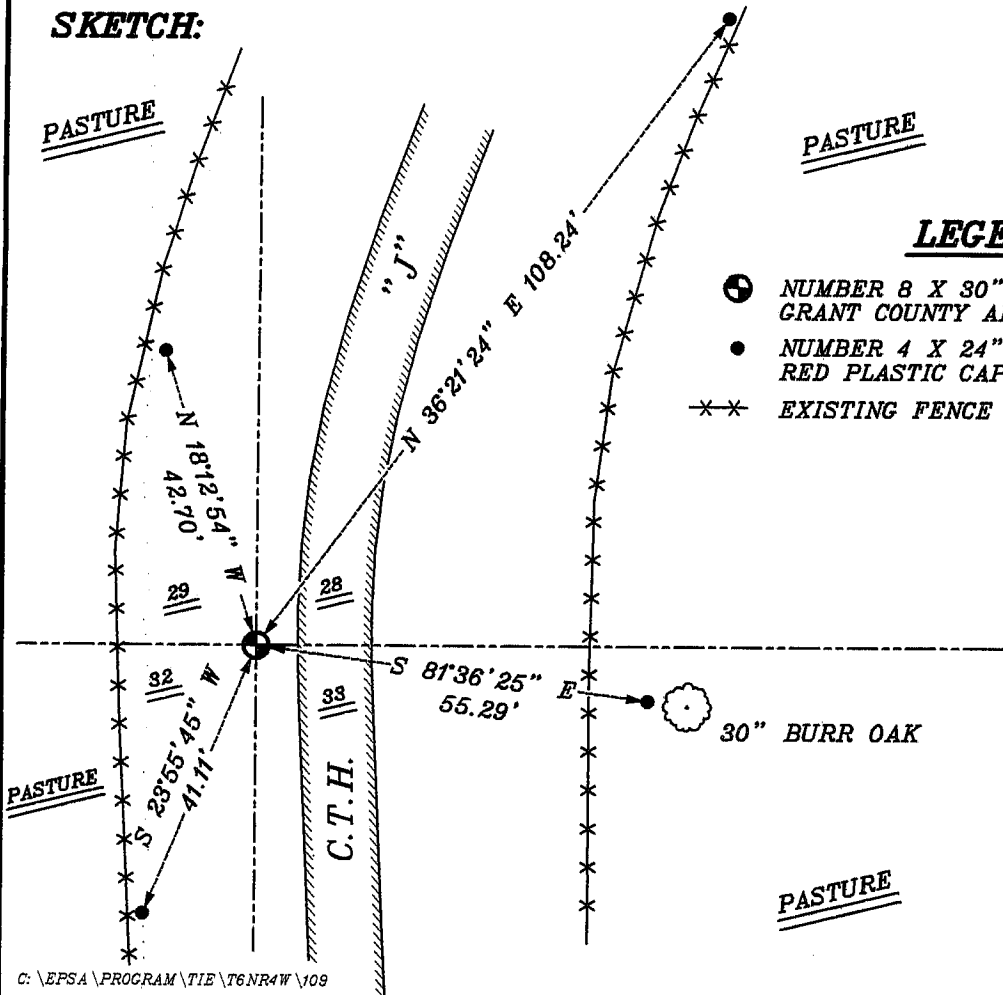 SKETCH:
PASTURE
PASTURE
"J"
N 36°21'24" E 108.24'
LEGE
NUMBER 8 X 30"
GRANT COUNTY A
NUMBER 4 X 24"
RED PLASTIC CAP
EXISTING FENCE
N 18°12'54" W
42.70'
29
28
32
33
S 81°36'25" E
55.29'
30" BURR OAK
S 23°55'45" W
41.11'
PASTURE
C.T.H.
PASTURE
C: \EPSA\PROGRAM\TIE\T6NR4W\109